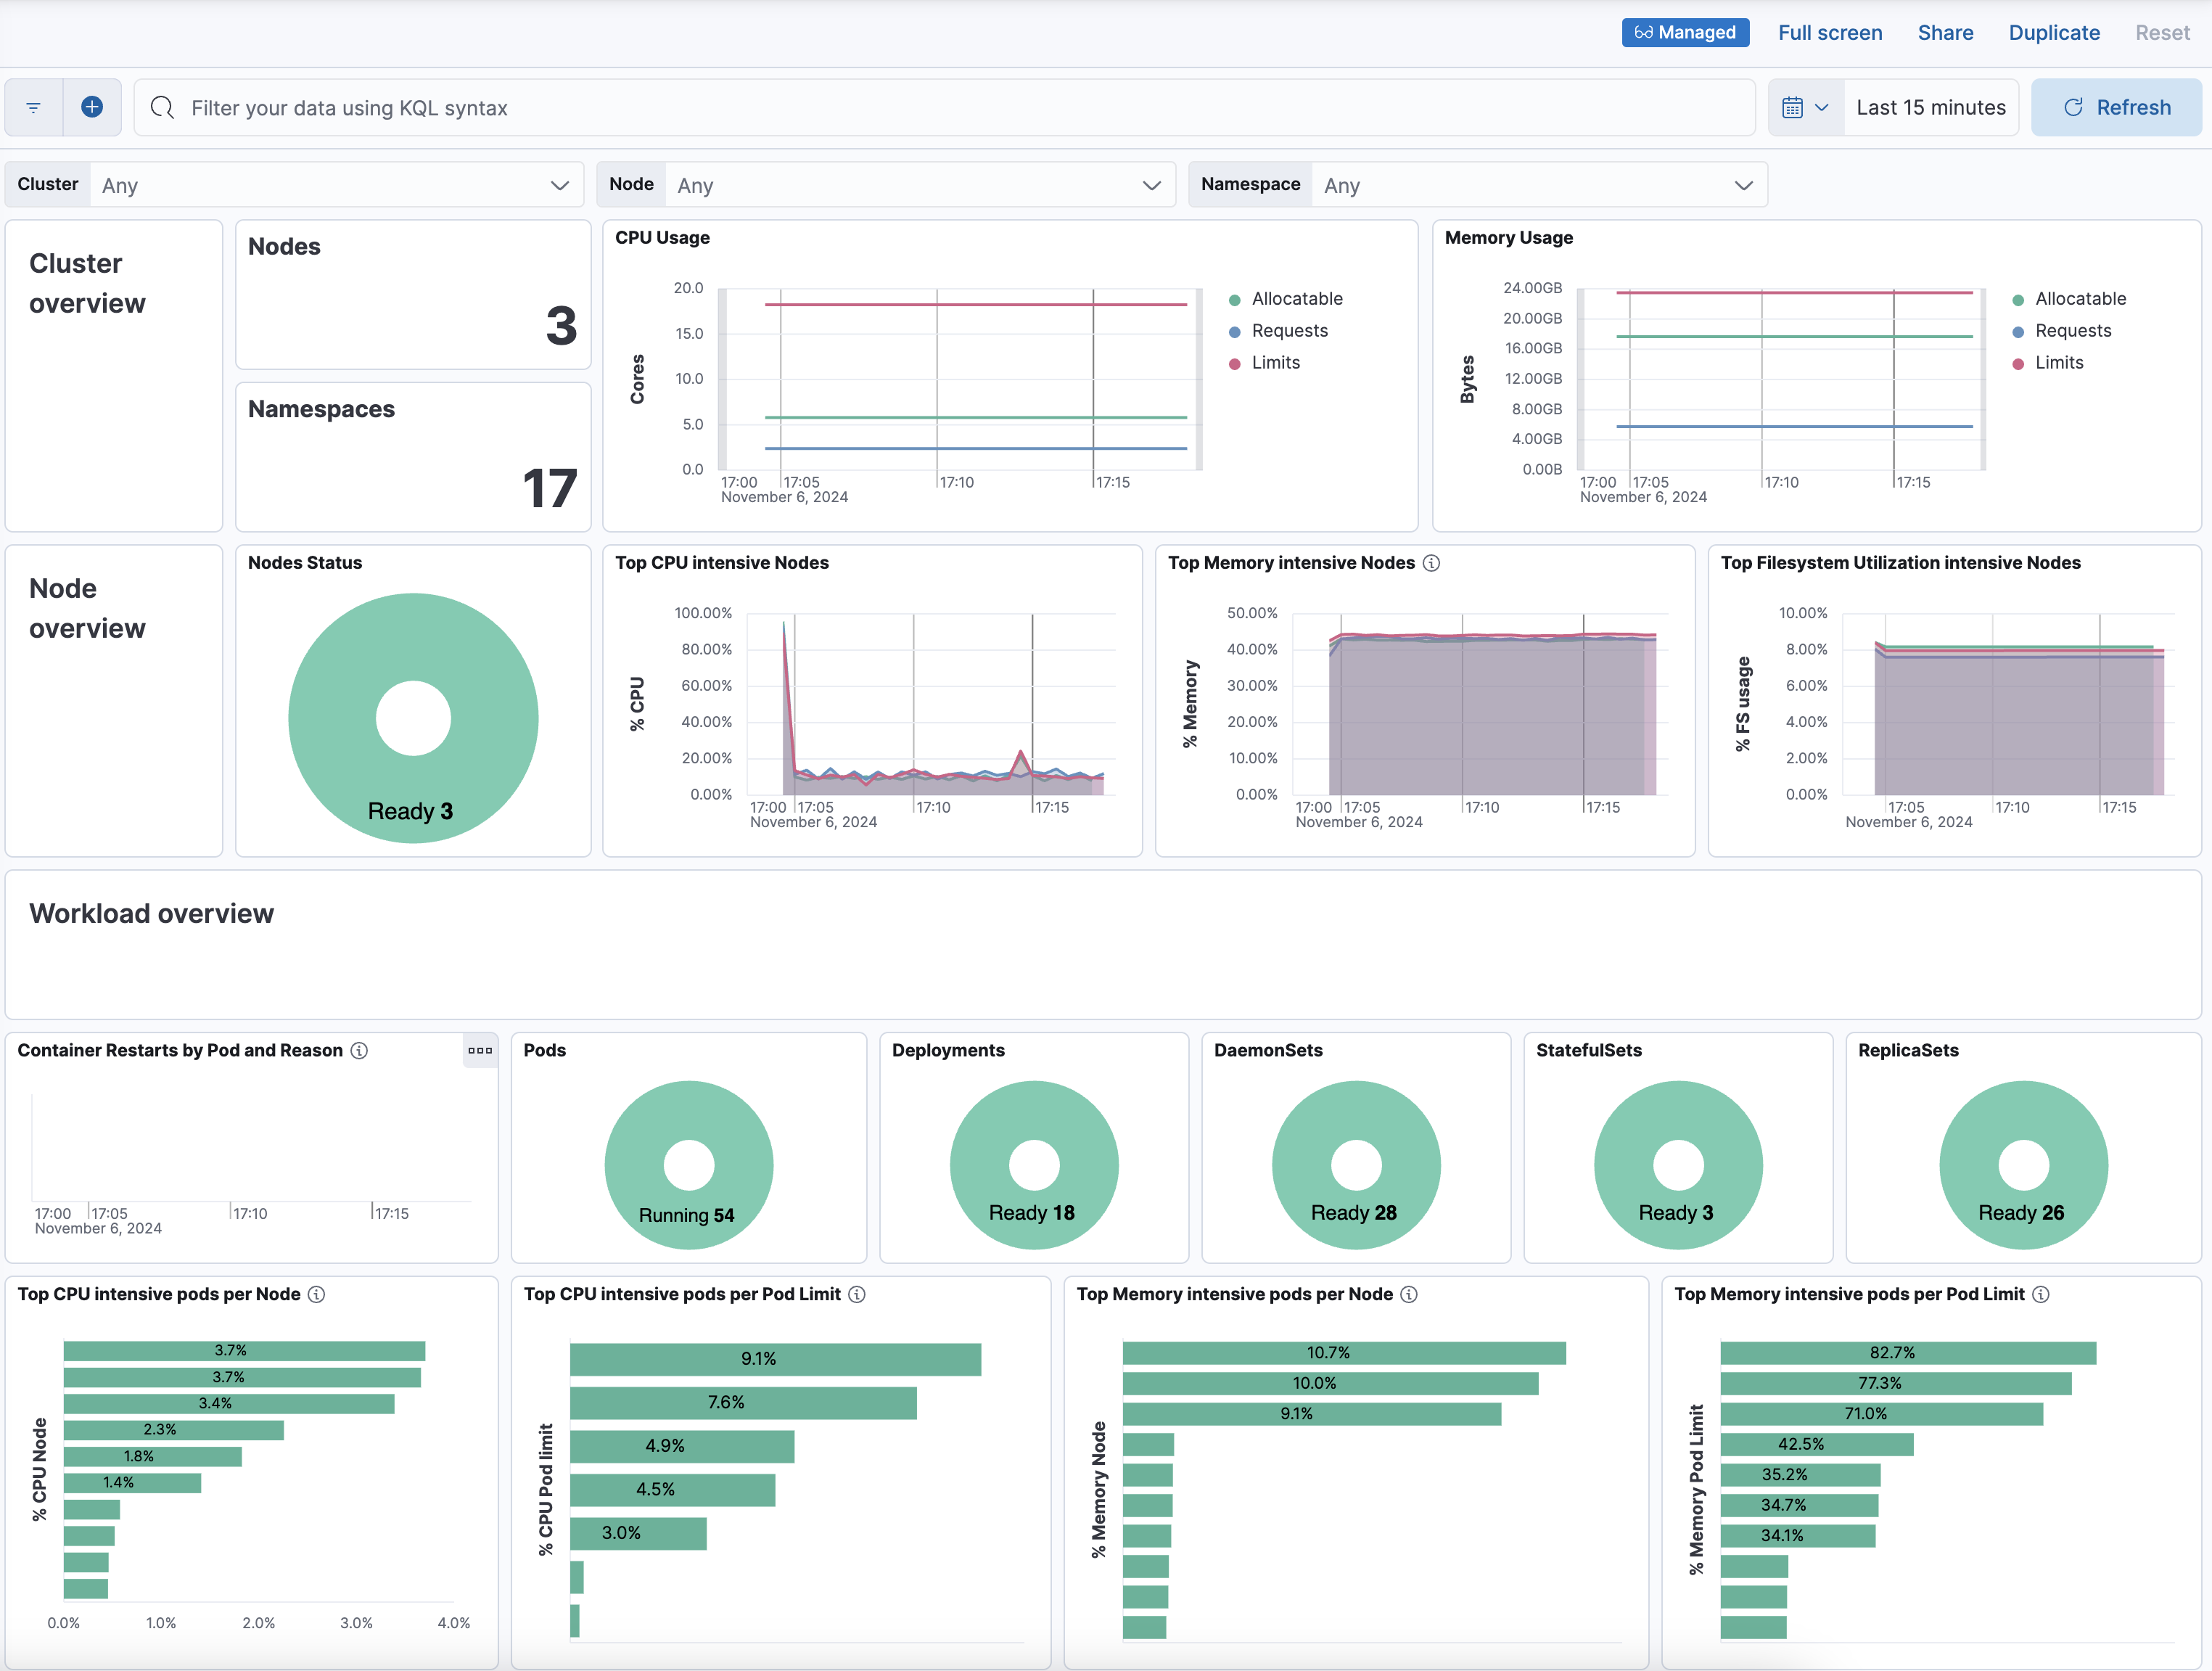 Managed Full screen Share Duplicate Reset
Filter your data using KQL syntax
Last 15 minutes
Refresh
Cluster Any
Node Any
Namespace Any
Cluster
overview
Nodes
3
Namespaces
17
CPU Usage
Cores
20.0
15.0
10.0
5.0
0.0
17:00 17:05 17:10 17:15
November 6, 2024
Allocatable
Requests
Limits
Memory Usage
Bytes
24.00GB
20.00GB
16.00GB
12.00GB
8.00GB
4.00GB
0.00B
17:00 17:05 17:10 17:15
November 6, 2024
Allocatable
Requests
Limits
Node
overview
Nodes Status
Ready 3
Top CPU intensive Nodes
% CPU
100.00%
80.00%
60.00%
40.00%
20.00%
0.00%
17:00 17:05 17:10 17:15
November 6, 2024
Top Memory intensive Nodes
% Memory
50.00%
40.00%
30.00%
20.00%
10.00%
0.00%
17:00 17:05 17:10 17:15
November 6, 2024
Top Filesystem Utilization intensive Nodes
% FS usage
10.00%
8.00%
6.00%
4.00%
2.00%
0.00%
17:05 17:10 17:15
November 6, 2024
Workload overview
Container Restarts by Pod and Reason
17:00 17:05 17:10 17:15
November 6, 2024
Pods
Running 54
Deployments
Ready 18
DaemonSets
Ready 28
StatefulSets
Ready 3
ReplicaSets
Ready 26
Top CPU intensive pods per Node
% CPU Node
3.7%
3.7%
3.4%
2.3%
1.8%
1.4%
0.0% 1.0% 2.0% 3.0% 4.0%
Top CPU intensive pods per Pod Limit
% CPU Pod limit
9.1%
7.6%
4.9%
4.5%
3.0%
Top Memory intensive pods per Node
% Memory Node
10.7%
10.0%
9.1%
Top Memory intensive pods per Pod Limit
% Memory Pod Limit
82.7%
77.3%
71.0%
42.5%
35.2%
34.7%
34.1%